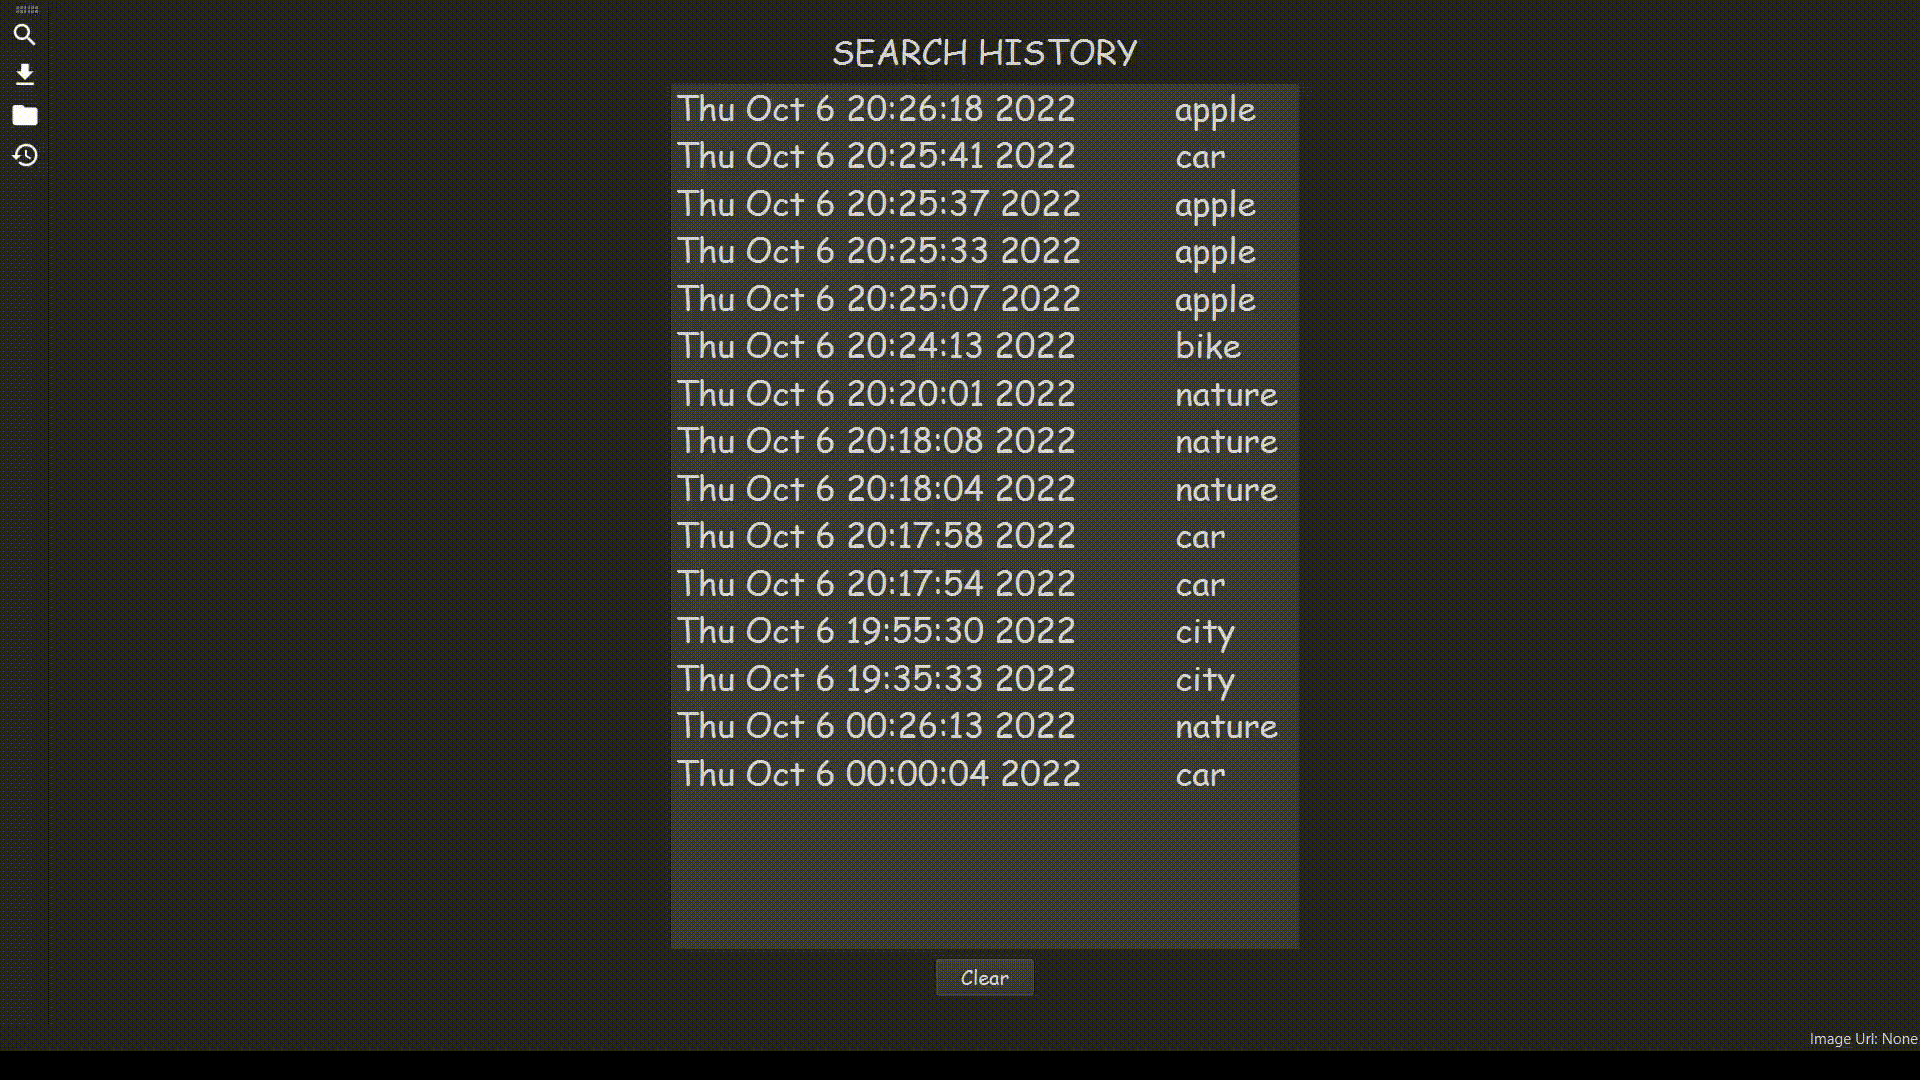 SEARCH HISTORY
Thu Oct 6 20:26:18 2022 apple
Thu Oct 6 20:25:41 2022 car
Thu Oct 6 20:25:37 2022 apple
Thu Oct 6 20:25:33 2022 apple
Thu Oct 6 20:25:07 2022 apple
Thu Oct 6 20:24:13 2022 bike
Thu Oct 6 20:20:01 2022 nature
Thu Oct 6 20:18:08 2022 nature
Thu Oct 6 20:18:04 2022 nature
Thu Oct 6 20:17:58 2022 car
Thu Oct 6 20:17:54 2022 car
Thu Oct 6 19:55:30 2022 city
Thu Oct 6 19:35:33 2022 city
Thu Oct 6 00:26:13 2022 nature
Thu Oct 6 00:00:04 2022 car
Clear
Image Url: None